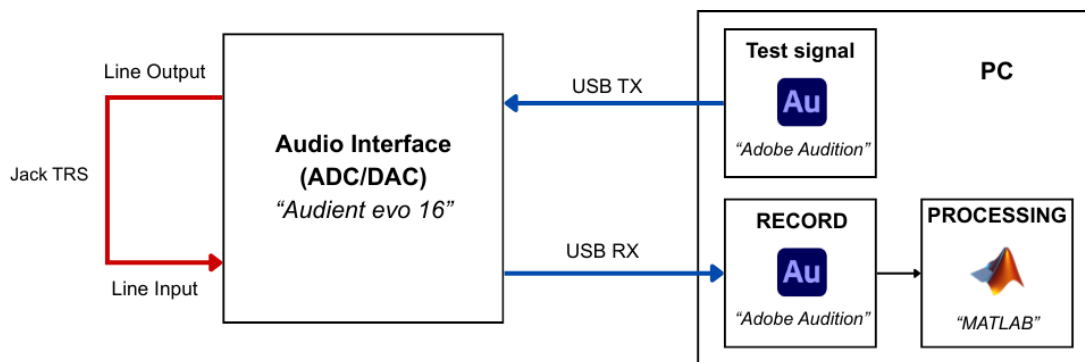 Line Output
Jack TRS
Line Input
Audio Interface
(ADC/DAC)
“Audient evo 16”
USB TX
USB RX
PC
Test signal
Au
“Adobe Audition”
RECORD
Au
“Adobe Audition”
PROCESSING
“MATLAB”